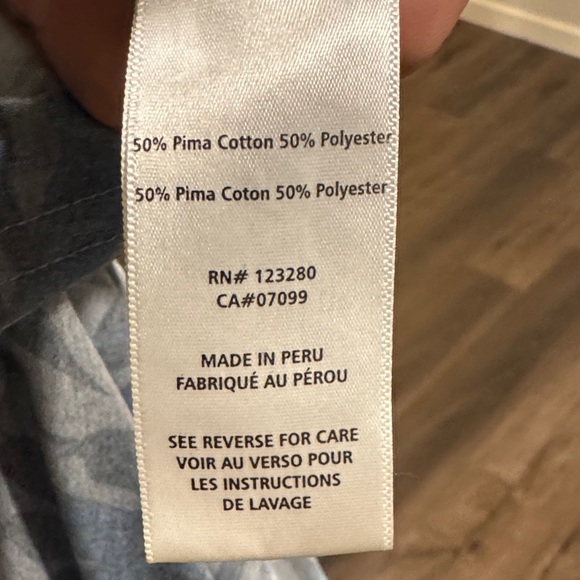 50% Pima Cotton 50% Polyester
50% Pima Coton 50% Polyester
RN# 123280
CA#07099
MADE IN PERU
FABRIQUÉ AU PÉROU
SEE REVERSE FOR CARE
VOIR AU VERSO POUR
LES INSTRUCTIONS
DE LAVAGE